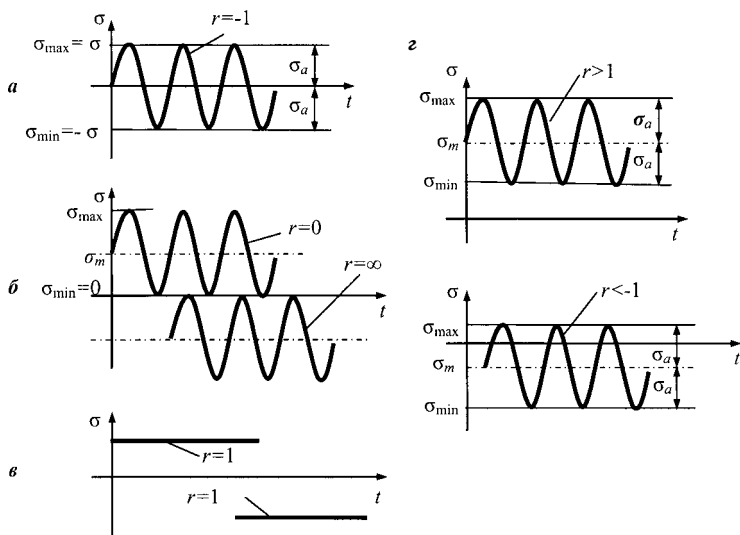 а
σ
σmax= σ
r=-1
σa
t
σa
σmin=- σ
б
σ
σmax
r=0
σm
σmin=0
r=∞
t
в
σ
r=1
t
r=1
г
σ
σmax
r>1
σa
σm
σa
σmin
t
σ
r<-1
σmax
σa
t
σm
σa
σmin